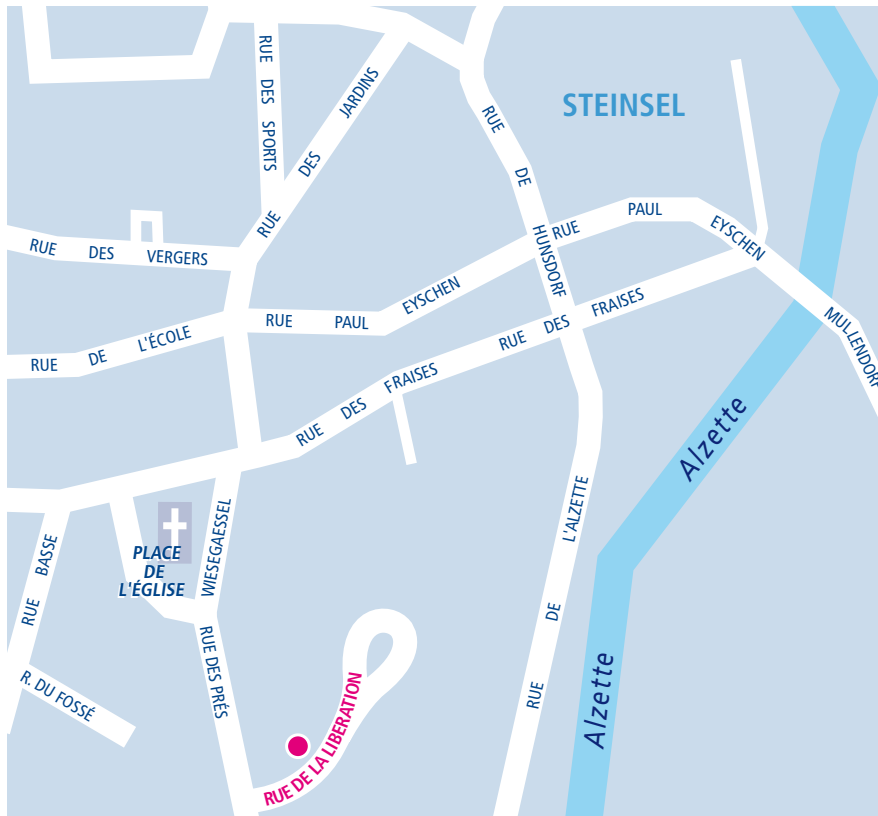 STEINSEL
RUE DES SPORTS
RUE DES JARDINS
RUE DE HUNSDORF
RUE PAUL EYSCHEN
RUE DES VERGERS
RUE PAUL EYSCHEN
MULLENDORF
RUE DE L'ÉCOLE
RUE DES FRAISES
RUE DES FRAISES
Alzette
RUE BASSE
PLACE
DE
L'ÉGLISE
WIESEGAESSEL
RUE DE L'ALZETTE
R. DU FOSSÉ
RUE DES PRÉS
RUE DE LA LIBERATION
Alzette